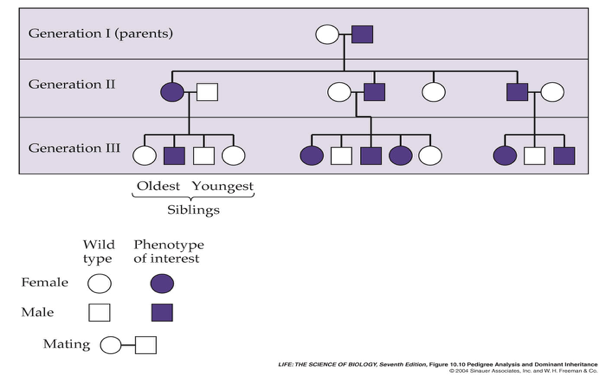 Generation I (parents)
Generation II
Generation III
Oldest Youngest
Siblings
Wild type
Phenotype of interest
Female
Male
Mating
LIFE: THE SCIENCE OF BIOLOGY, Seventh Edition, Figure 10.10 Pedigree Analysis and Dominant Inheritance
© 2004 Sinauer Associates, Inc. and W. H. Freeman & Co.